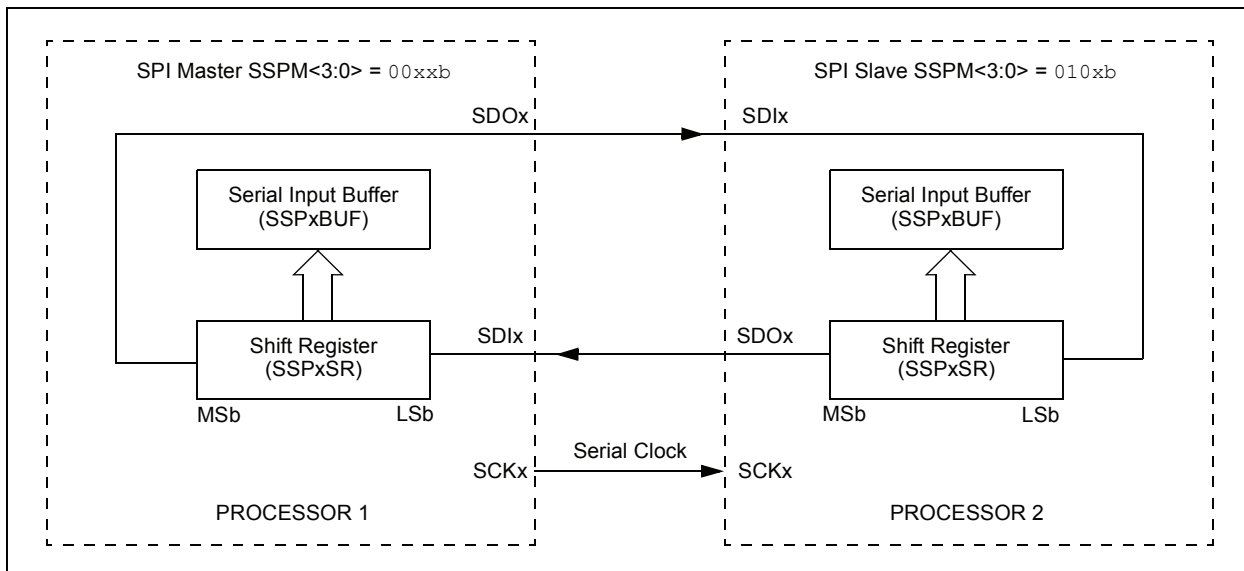 SPI Master SSPM<3:0> = 00xxb
SDOx
Serial Input Buffer
(SSPxBUF)
Shift Register
(SSPxSR)
MSb
LSb
SDIx
SCKx
PROCESSOR 1
Serial Clock
SPI Slave SSPM<3:0> = 010xb
SDIx
Serial Input Buffer
(SSPxBUF)
SDOx
Shift Register
(SSPxSR)
MSb
LSb
SCKx
PROCESSOR 2